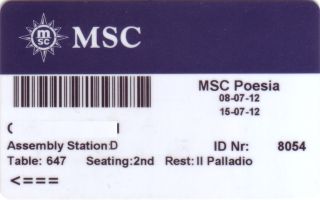 msc MSC
MSC Poesia
08-07-12
15-07-12
Assembly Station:D ID Nr: 8054
Table: 647 Seating:2nd Rest: Il Palladio
<===